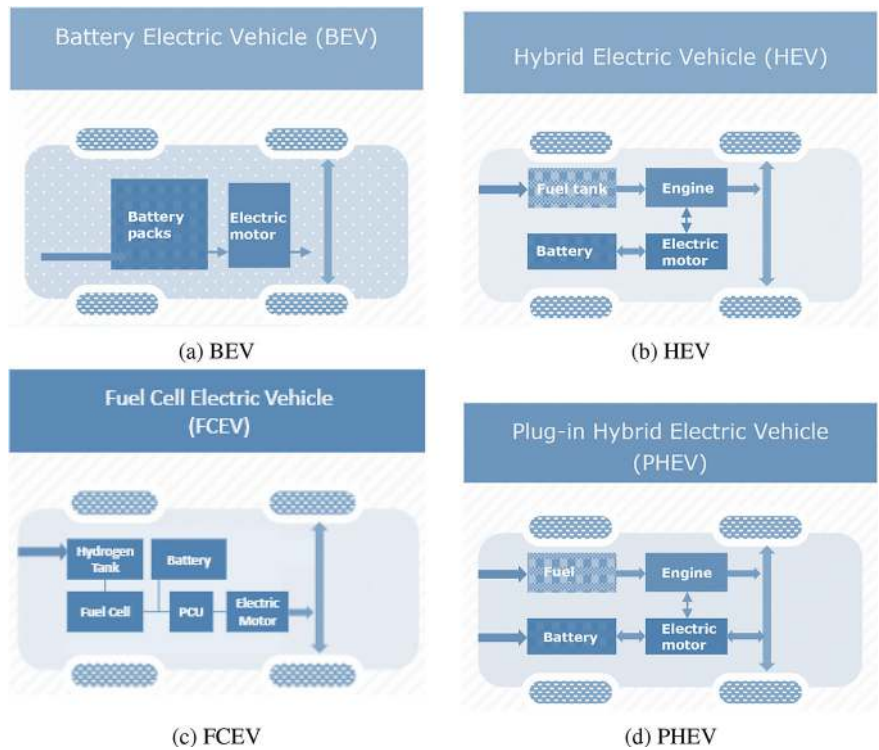 Battery Electric Vehicle (BEV)
Battery
packs
Electric
motor
(a) BEV
Hybrid Electric Vehicle (HEV)
Fuel tank
Engine
Battery
Electric
motor
(b) HEV
Fuel Cell Electric Vehicle
(FCEV)
Hydrogen
Tank
Battery
Fuel Cell
PCU
Electric
Motor
(c) FCEV
Plug-in Hybrid Electric Vehicle
(PHEV)
Fuel
Engine
Battery
Electric
motor
(d) PHEV